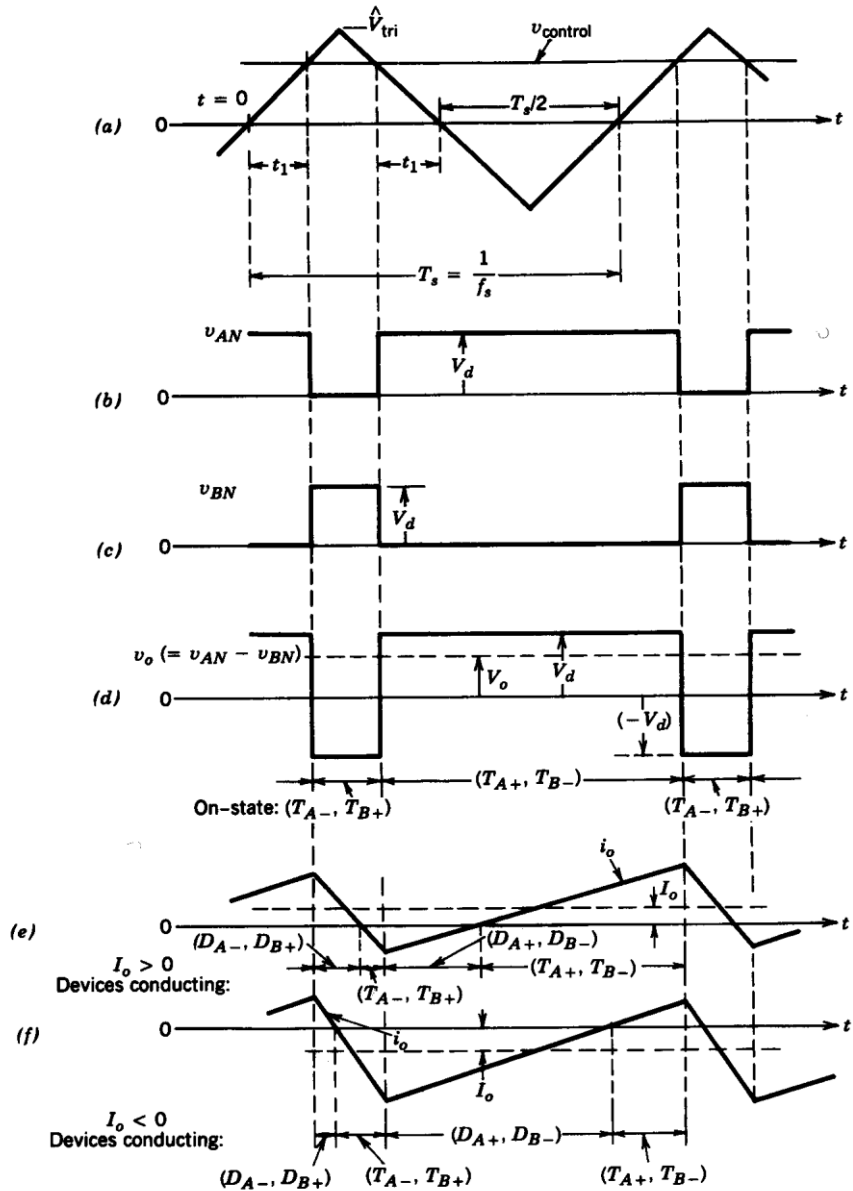 V̂tri
vcontrol
t = 0
Ts/2
(a) 0 t
t1 t1
Ts = 1/fs
vAN
Vd
(b) 0 t
vBN
Vd
(c) 0 t
vo (= vAN − vBN)
Vo Vd
(d) 0 t
(−Vd)
(TA+, TB−)
On-state: (TA−, TB+) (TA−, TB+)
io
Io
(e) 0 t
(DA−, DB+) (DA+, DB−)
Io > 0
Devices conducting:
(TA−, TB+) (TA+, TB−)
(f) 0 t
io
Io
Io < 0
Devices conducting:
(DA+, DB−)
(DA−, DB+) (TA−, TB+) (TA+, TB−)